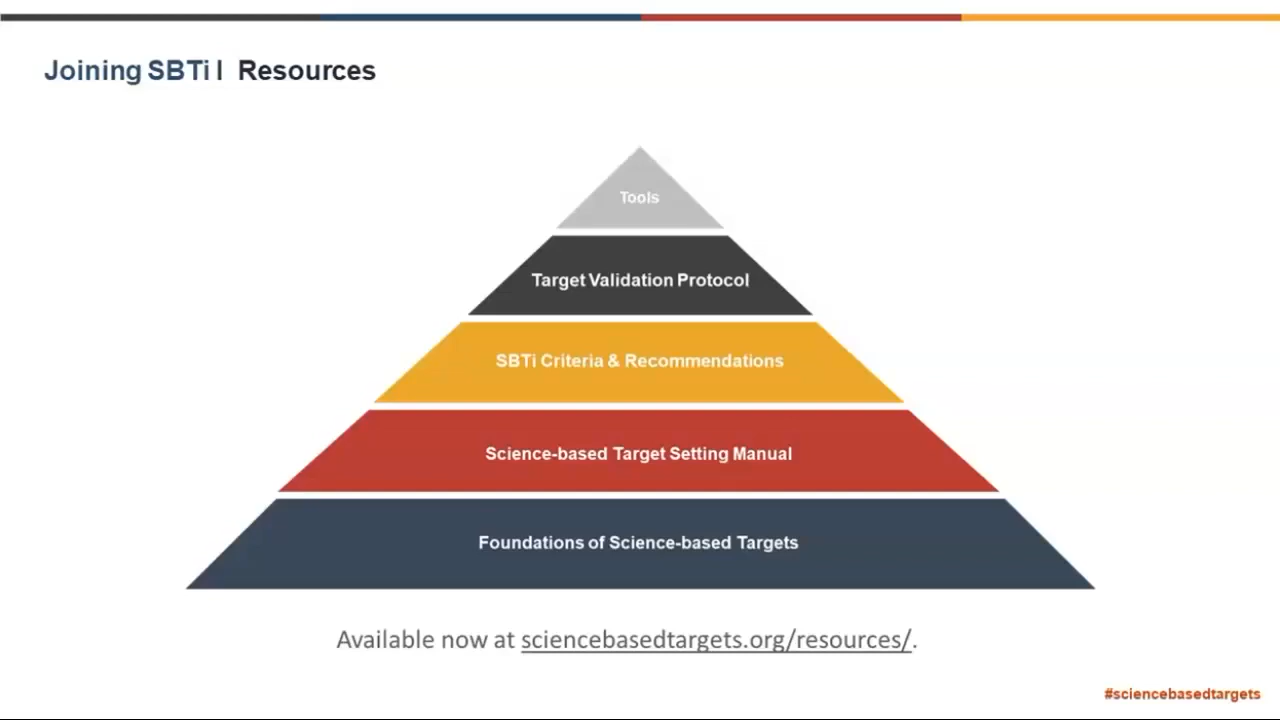 Joining SBTi I Resources
Tools
Target Validation Protocol
SBTi Criteria & Recommendations
Science-based Target Setting Manual
Foundations of Science-based Targets
Available now at sciencebasedtargets.org/resources/.
#sciencebasedtargets